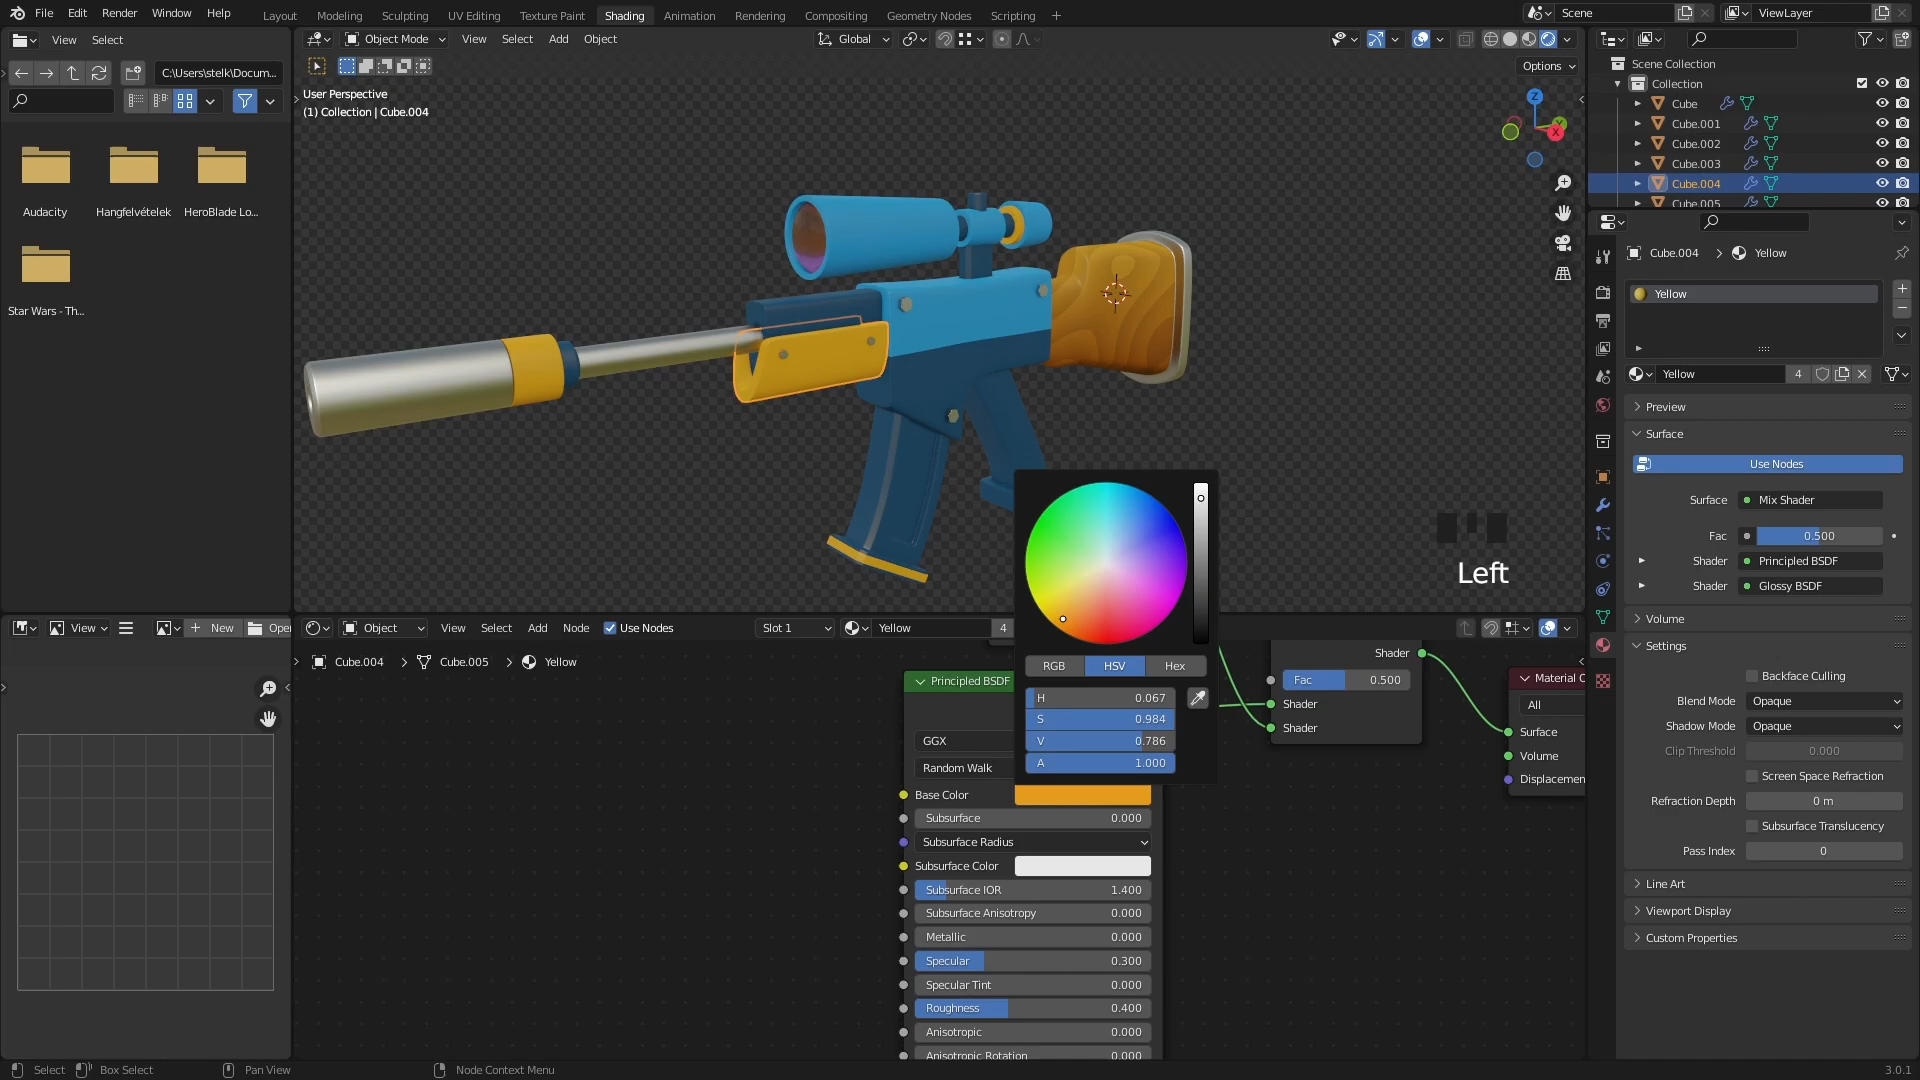 File Edit Render Window Help
Layout Modeling Sculpting UV Editing Texture Paint Shading Animation Rendering Compositing Geometry Nodes Scripting +
Scene
ViewLayer
View Select
Object Mode View Select Add Object
Global
C:\Users\stelk\Docum...
Options
User Perspective
(1) Collection | Cube.004
Z
X
Scene Collection
Collection
Cube
Cube.001
Cube.002
Cube.003
Cube.004
Cube.005
Audacity
Hangfelvételek
HeroBlade Lo...
Star Wars - Th...
Cube.004 > Yellow
Yellow
Yellow 4
Preview
Surface
Use Nodes
Surface Mix Shader
Fac 0.500
Shader Principled BSDF
Shader Glossy BSDF
Volume
Settings
Backface Culling
Blend Mode Opaque
Shadow Mode Opaque
Clip Threshold 0.000
Screen Space Refraction
Refraction Depth 0 m
Subsurface Translucency
Pass Index 0
Line Art
Viewport Display
Custom Properties
Left
View
New
Open
Object View Select Add Node Use Nodes
Slot 1
Yellow 4
Cube.004 > Cube.005 > Yellow
RGB HSV Hex
H 0.067
S 0.984
V 0.786
A 1.000
Principled BSDF
GGX
Random Walk
Base Color
Subsurface 0.000
Subsurface Radius
Subsurface Color
Subsurface IOR 1.400
Subsurface Anisotropy 0.000
Metallic 0.000
Specular 0.300
Specular Tint 0.000
Roughness 0.400
Anisotropic 0.000
Anisotropic Rotation 0.000
Shader
Fac 0.500
Shader
Shader
Material O
All
Surface
Volume
Displacemen
Select
Box Select
Pan View
Node Context Menu
3.0.1